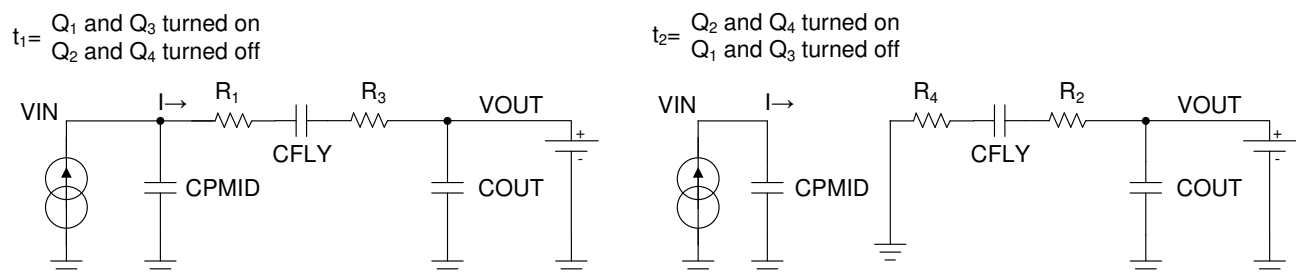 t₁= Q₁ and Q₃ turned on
Q₂ and Q₄ turned off
VIN
I→
R₁
R₃
VOUT
+
-
CFLY
CPMID
COUT
t₂= Q₂ and Q₄ turned on
Q₁ and Q₃ turned off
VIN
I→
R₄
R₂
VOUT
+
-
CFLY
CPMID
COUT